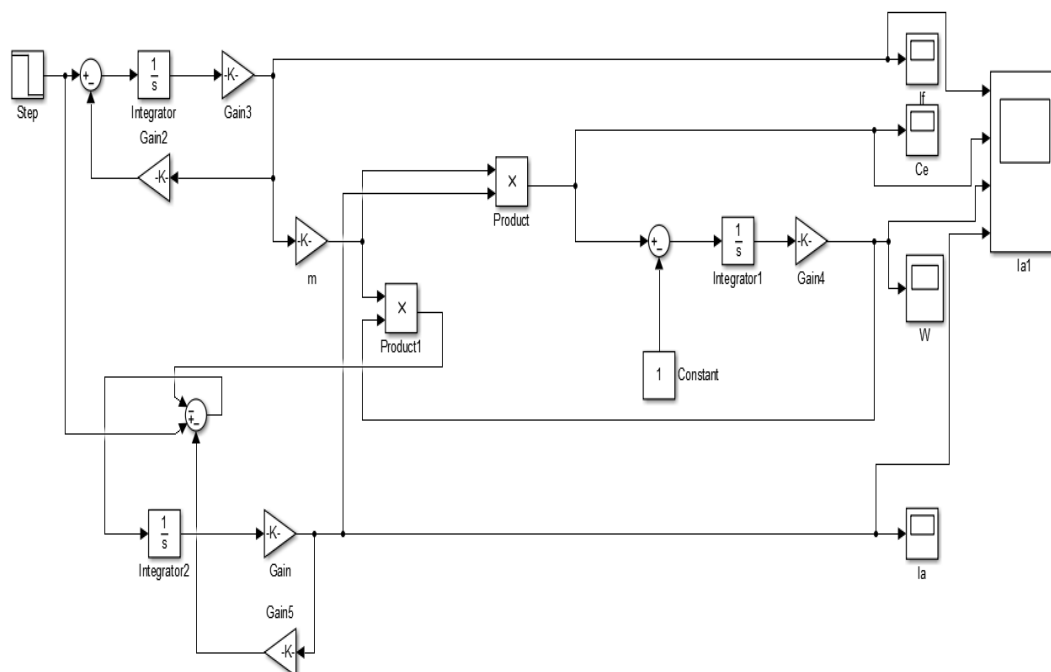 Step
+
−
1
s
Integrator
-K-
Gain3
Gain2
-K-
-K-
m
×
Product
×
Product1
If
Ce
Ia1
+
−
1
s
Integrator1
-K-
Gain4
W
1
Constant
−
+
−
1
s
Integrator2
-K-
Gain
Ia
Gain5
-K-